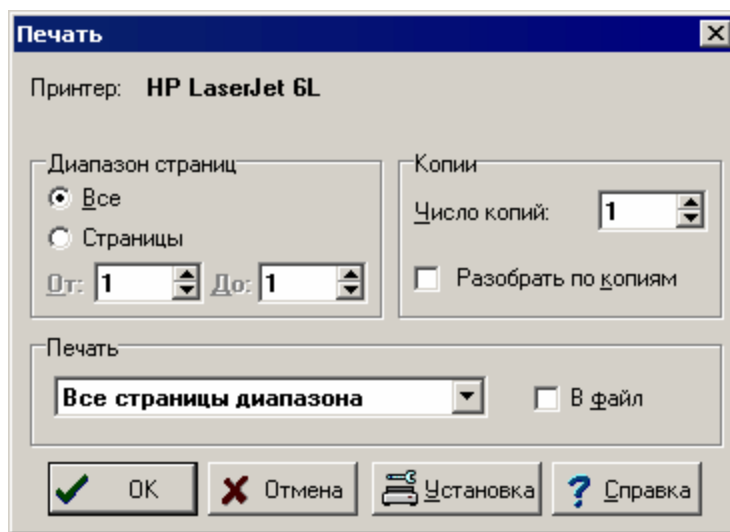 Печать
Принтер: HP LaserJet 6L
Диапазон страниц
Все
Страницы
От: 1 До: 1
Копии
Число копий: 1
Разобрать по копиям
Печать
Все страницы диапазона
В файл
OK Отмена Установка Справка